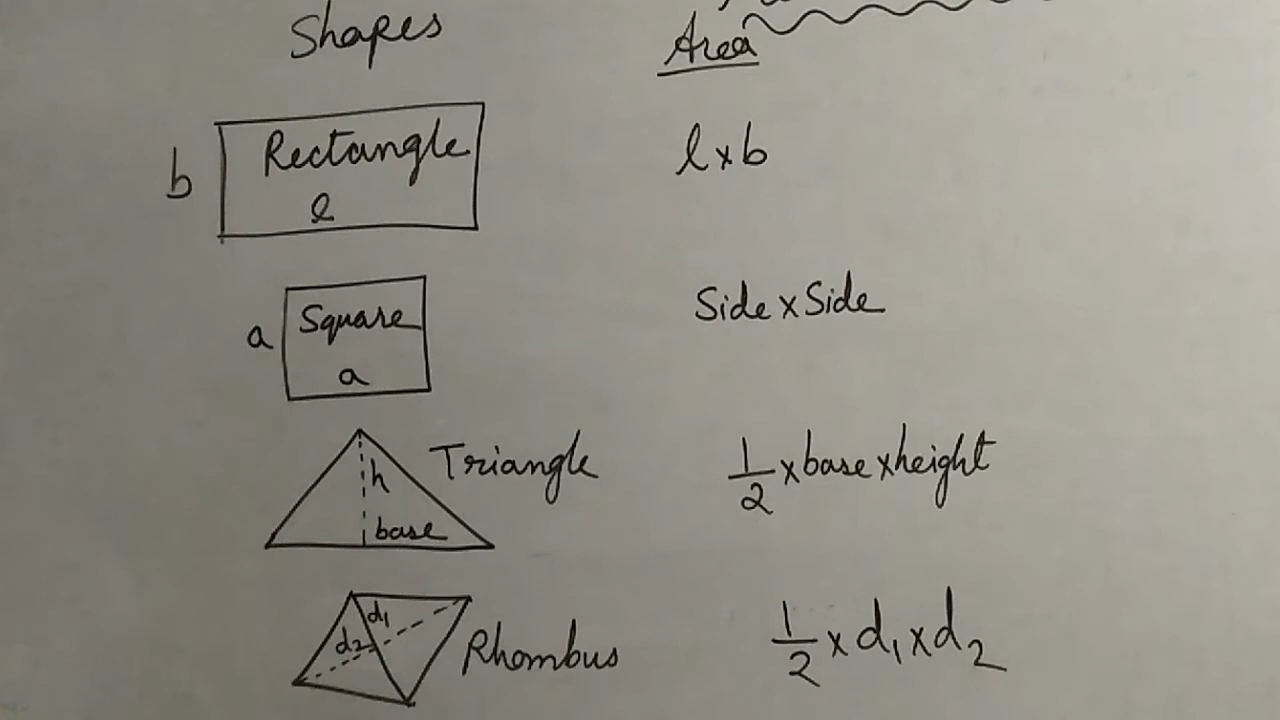 Shapes Area
b Rectangle l×b
l
a Square Side×Side
a
h Triangle 1/2 ×base×height
base
d₁
d₂ Rhombus 1/2 ×d₁×d₂